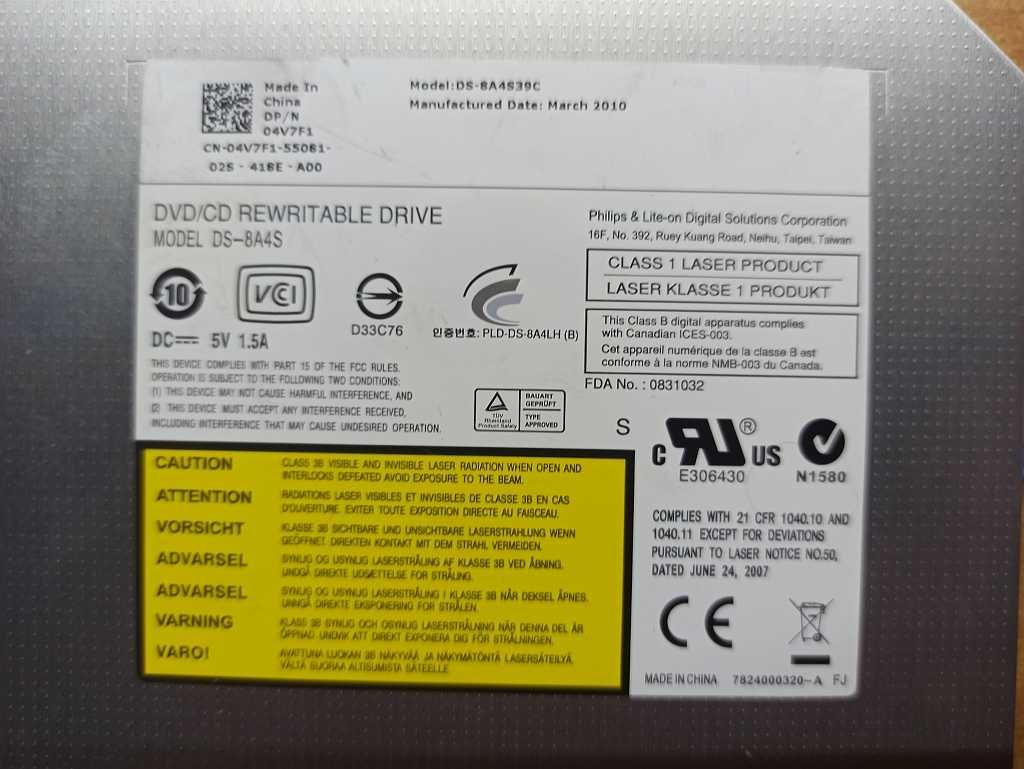 Made In
China
DP/N
04V7F1
CN-04V7F1-55081-
02S - 418E - A00
Model:DS-8A4S39C
Manufactured Date: March 2010
DVD/CD REWRITABLE DRIVE
MODEL DS-8A4S
Philips & Lite-on Digital Solutions Corporation
16F, No. 392, Ruey Kuang Road, Neihu, Taipei, Taiwan
10
VCI
D33C76
인증번호: PLD-DS-8A4LH (B)
CLASS 1 LASER PRODUCT
LASER KLASSE 1 PRODUKT
DC 5V 1.5A
This Class B digital apparatus complies
with Canadian ICES-003.
Cet appareil numérique de la classe B est
conforme à la norme NMB-003 du Canada.
FDA No. : 0831032
THIS DEVICE COMPLIES WITH PART 15 OF THE FCC RULES.
OPERATION IS SUBJECT TO THE FOLLOWING TWO CONDITIONS:
(1) THIS DEVICE MAY NOT CAUSE HARMFUL INTERFERENCE, AND
(2) THIS DEVICE MUST ACCEPT ANY INTERFERENCE RECEIVED,
INCLUDING INTERFERENCE THAT MAY CAUSE UNDESIRED OPERATION.
TÜV
Rheinland
Product Safety
BAUART
GEPRÜFT
TYPE
APPROVED
S
C RU ® US
E306430
N1580
CAUTION
CLASS 3B VISIBLE AND INVISIBLE LASER RADIATION WHEN OPEN AND
INTERLOCKS DEFEATED AVOID EXPOSURE TO THE BEAM.
ATTENTION
RADIATIONS LASER VISIBLES ET INVISIBLES DE CLASSE 3B EN CAS
D'OUVERTURE. EVITER TOUTE EXPOSITION DIRECTE AU FAISCEAU.
VORSICHT
KLASSE 3B SICHTBARE UND UNSICHTBARE LASERSTRAHLUNG WENN
GEÖFFNET. DIREKTEN KONTAKT MIT DEM STRAHL VERMEIDEN.
ADVARSEL
SYNLIG OG USYNLIG LASERSTRÅLING AF KLASSE 3B VED ÅBNING.
UNDGÅ DIREKTE UDSÆTTELSE FOR STRÅLING.
ADVARSEL
SYNLIG OG USYNLIG LASERSTRÅLING I KLASSE 3B NÅR DEKSEL ÅPNES.
UNNGÅ DIREKTE EKSPONERING FOR STRÅLEN.
VARNING
KLASS 3B SYNLIG OCH OSYNLIG LASERSTRÅLNING NÄR DENNA DEL ÄR
ÖPPNAD. UNDVIK ATT DIREKT EXPONERA DIG FÖR STRÅLNINGEN.
VARO!
AVATTUNA LUOKAN 3B NÄKYVÄÄ JA NÄKYMÄTÖNTÄ LASERSÄTEILYÄ.
VÄLTÄ SUORAA ALTISUMISTA SÄTEELLE.
COMPLIES WITH 21 CFR 1040.10 AND
1040.11 EXCEPT FOR DEVIATIONS
PURSUANT TO LASER NOTICE NO.50,
DATED JUNE 24, 2007
CE
MADE IN CHINA 7824000320-A FJ